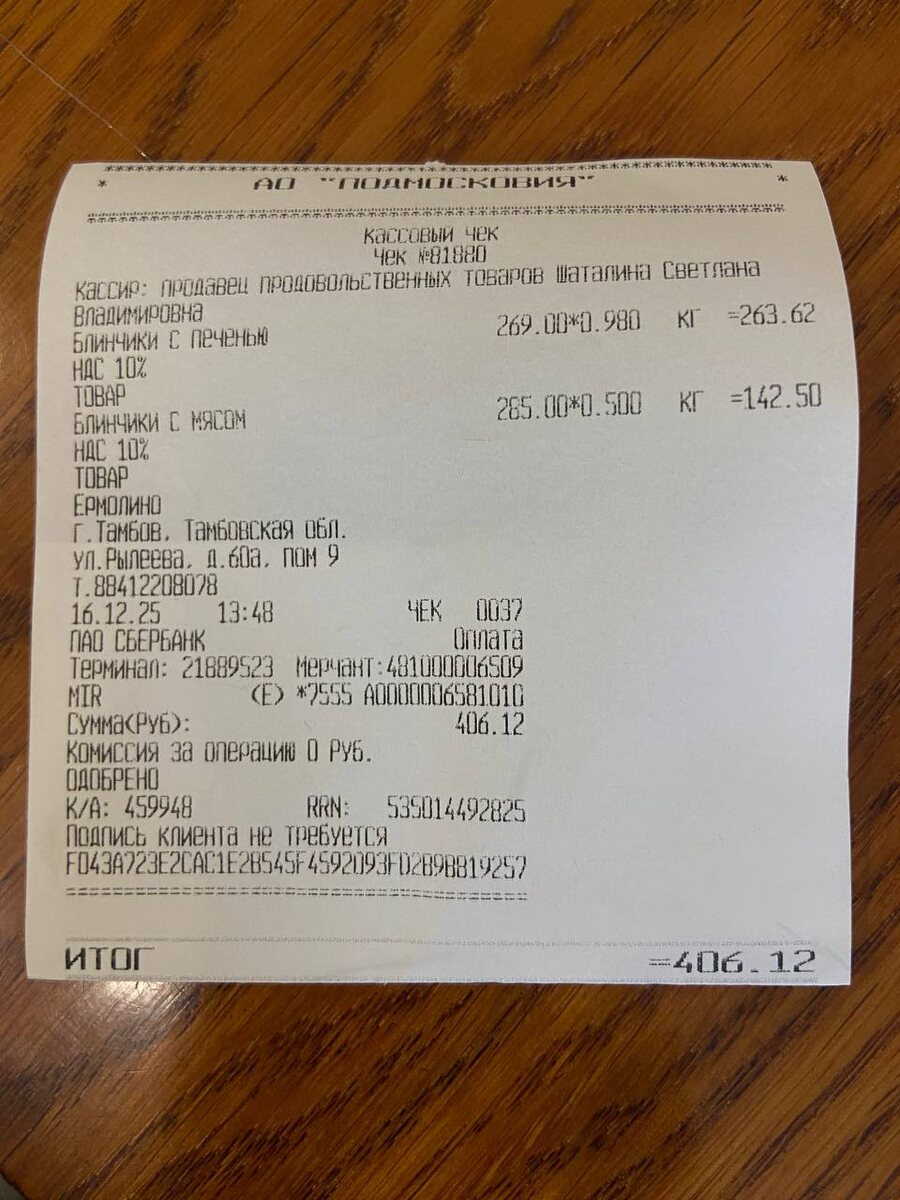 ************************************************
* АО "ПОДМОСКОВИЯ" *
************************************************
Кассовый чек
Чек №81880
Кассир: продавец продовольственных товаров Шаталина Светлана
Владимировна
Блинчики с печенью 269.00*0.980 КГ =263.62
НДС 10%
ТОВАР
Блинчики с мясом 285.00*0.500 КГ =142.50
НДС 10%
ТОВАР
Ермолино
г.Тамбов, Тамбовская обл.
ул.Рылеева, д.60а, пом 9
т.88412208078
16.12.25 13:48 ЧЕК 0037
ПАО СБЕРБАНК Оплата
Терминал: 21889523 Мерчант:481000006509
MIR (E) *7555 A0000006581010
Сумма(Руб): 406.12
Комиссия за операцию 0 Руб.
ОДОБРЕНО
К/А: 459948 RRN: 535014492825
Подпись клиента не требуется
F043A723E2CAC1E2B545F4592D93FD2B9BB19257
========================================
ИТОГ =406.12